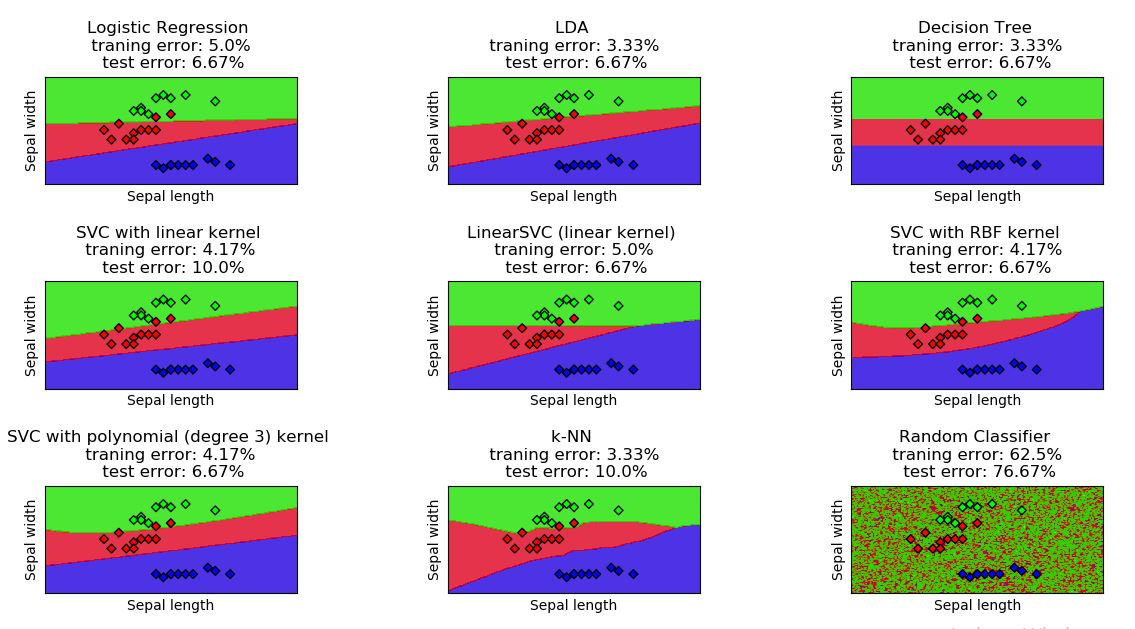 Logistic Regression
traning error: 5.0%
test error: 6.67%
Sepal width
Sepal length
LDA
traning error: 3.33%
test error: 6.67%
Sepal width
Sepal length
Decision Tree
traning error: 3.33%
test error: 6.67%
Sepal width
Sepal length
SVC with linear kernel
traning error: 4.17%
test error: 10.0%
Sepal width
Sepal length
LinearSVC (linear kernel)
traning error: 5.0%
test error: 6.67%
Sepal width
Sepal length
SVC with RBF kernel
traning error: 4.17%
test error: 6.67%
Sepal width
Sepal length
SVC with polynomial (degree 3) kernel
traning error: 4.17%
test error: 6.67%
Sepal width
Sepal length
k-NN
traning error: 3.33%
test error: 10.0%
Sepal width
Sepal length
Random Classifier
traning error: 62.5%
test error: 76.67%
Sepal width
Sepal length